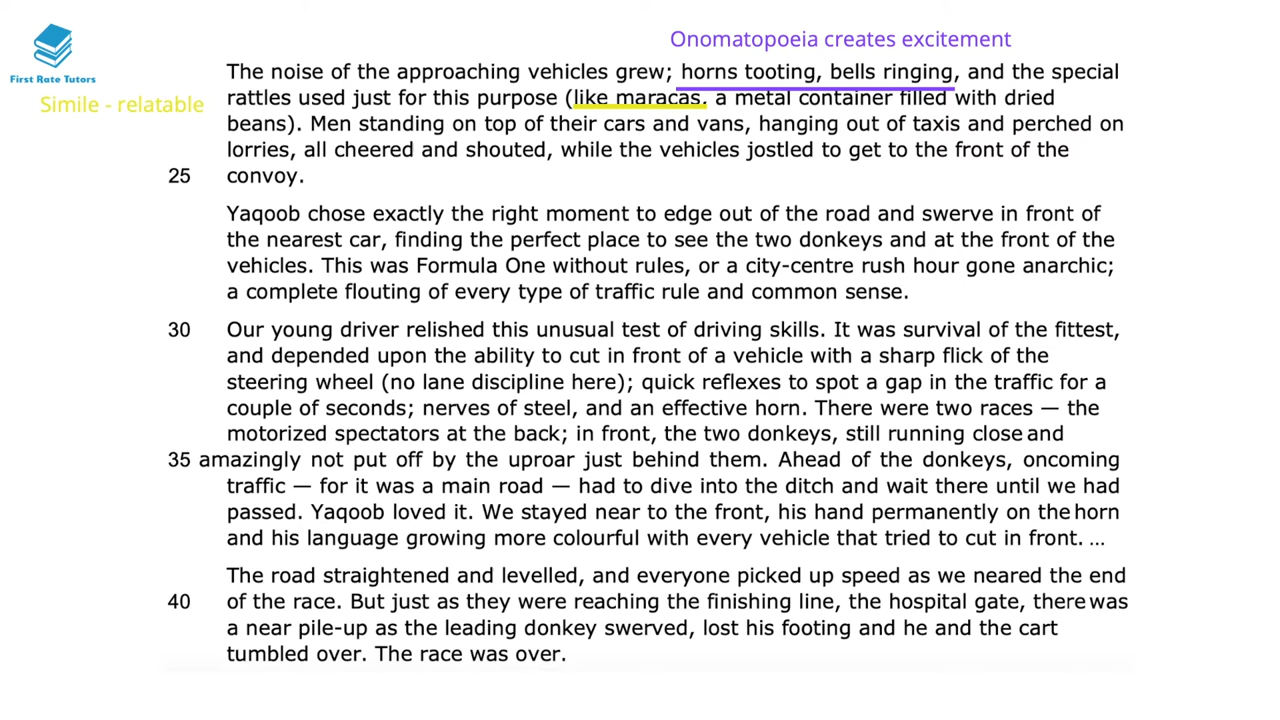 Onomatopoeia creates excitement
First Rate Tutors
Simile - relatable
The noise of the approaching vehicles grew; horns tooting, bells ringing, and the special
rattles used just for this purpose (like maracas, a metal container filled with dried
beans). Men standing on top of their cars and vans, hanging out of taxis and perched on
lorries, all cheered and shouted, while the vehicles jostled to get to the front of the
25 convoy.
Yaqoob chose exactly the right moment to edge out of the road and swerve in front of
the nearest car, finding the perfect place to see the two donkeys and at the front of the
vehicles. This was Formula One without rules, or a city-centre rush hour gone anarchic;
a complete flouting of every type of traffic rule and common sense.
30 Our young driver relished this unusual test of driving skills. It was survival of the fittest,
and depended upon the ability to cut in front of a vehicle with a sharp flick of the
steering wheel (no lane discipline here); quick reflexes to spot a gap in the traffic for a
couple of seconds; nerves of steel, and an effective horn. There were two races — the
motorized spectators at the back; in front, the two donkeys, still running close and
35 amazingly not put off by the uproar just behind them. Ahead of the donkeys, oncoming
traffic — for it was a main road — had to dive into the ditch and wait there until we had
passed. Yaqoob loved it. We stayed near to the front, his hand permanently on the horn
and his language growing more colourful with every vehicle that tried to cut in front. ...
The road straightened and levelled, and everyone picked up speed as we neared the end
40 of the race. But just as they were reaching the finishing line, the hospital gate, there was
a near pile-up as the leading donkey swerved, lost his footing and he and the cart
tumbled over. The race was over.